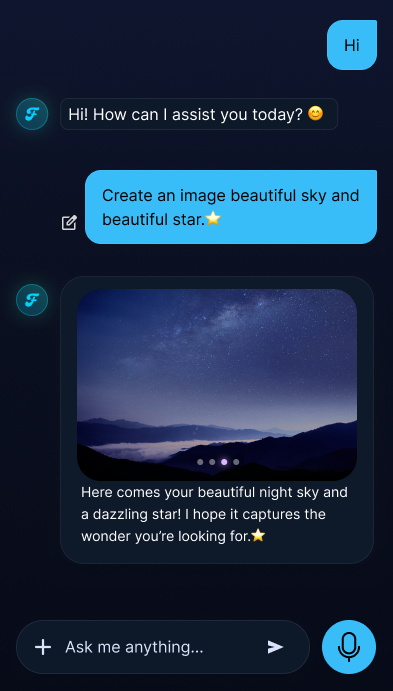 Hi
Hi! How can I assist you today? 😊
Create an image beautiful sky and
beautiful star.⭐
Here comes your beautiful night sky and
a dazzling star! I hope it captures the
wonder you're looking for.⭐
Ask me anything...